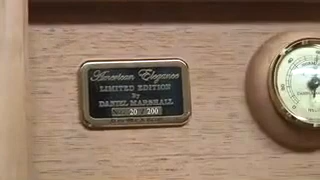 American Elegance
LIMITED EDITION
By
DANIEL MARSHALL
20 200